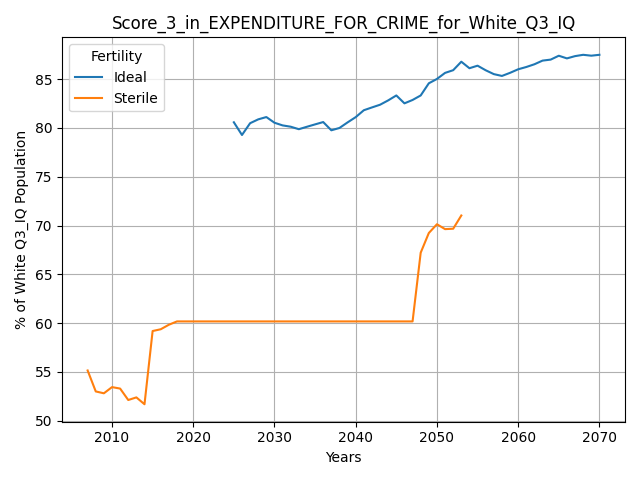 Score_3_in_EXPENDITURE_FOR_CRIME_for_White_Q3_IQ
Fertility
Ideal
Sterile
% of White Q3_IQ Population
85
80
75
70
65
60
55
50
2010 2020 2030 2040 2050 2060 2070
Years